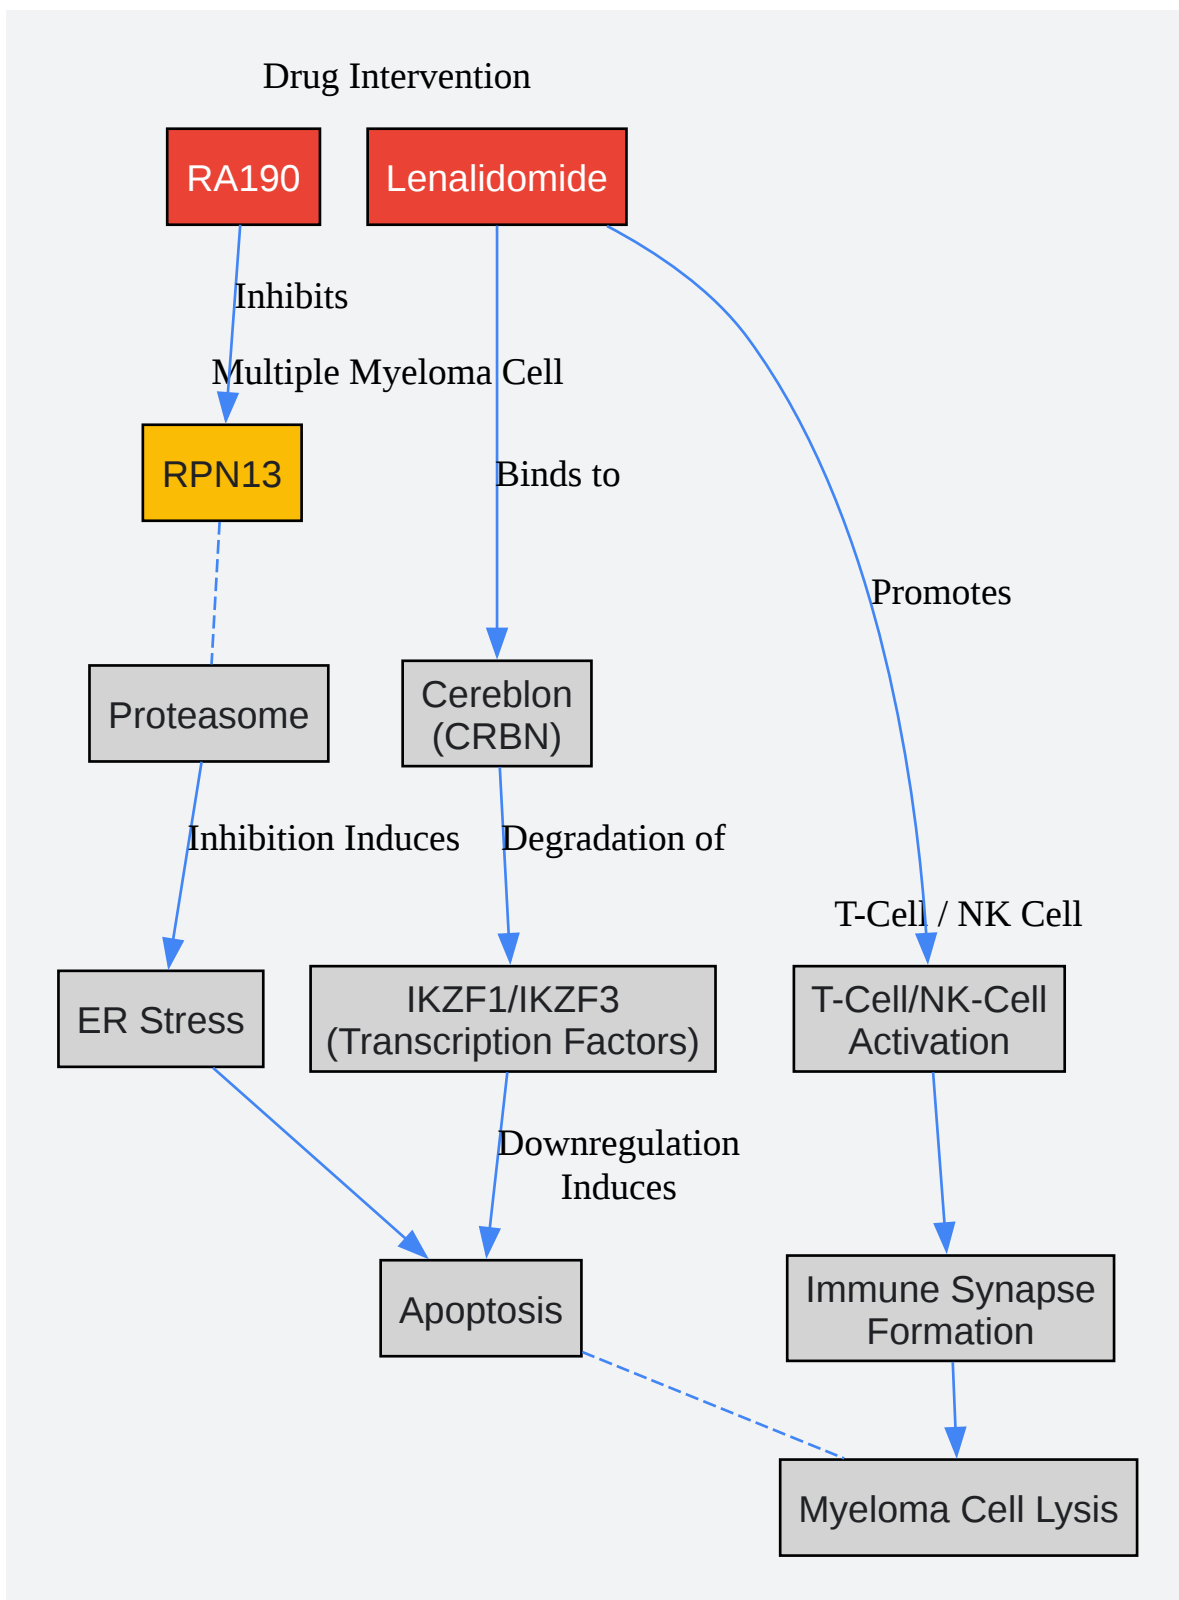 Drug Intervention
RA190
Lenalidomide
Inhibits
Multiple Myeloma Cell
RPN13
Binds to
Promotes
Proteasome
Cereblon
(CRBN)
Inhibition Induces
Degradation of
T-Cell / NK Cell
ER Stress
IKZF1/IKZF3
(Transcription Factors)
T-Cell/NK-Cell
Activation
Downregulation
Induces
Apoptosis
Immune Synapse
Formation
Myeloma Cell Lysis